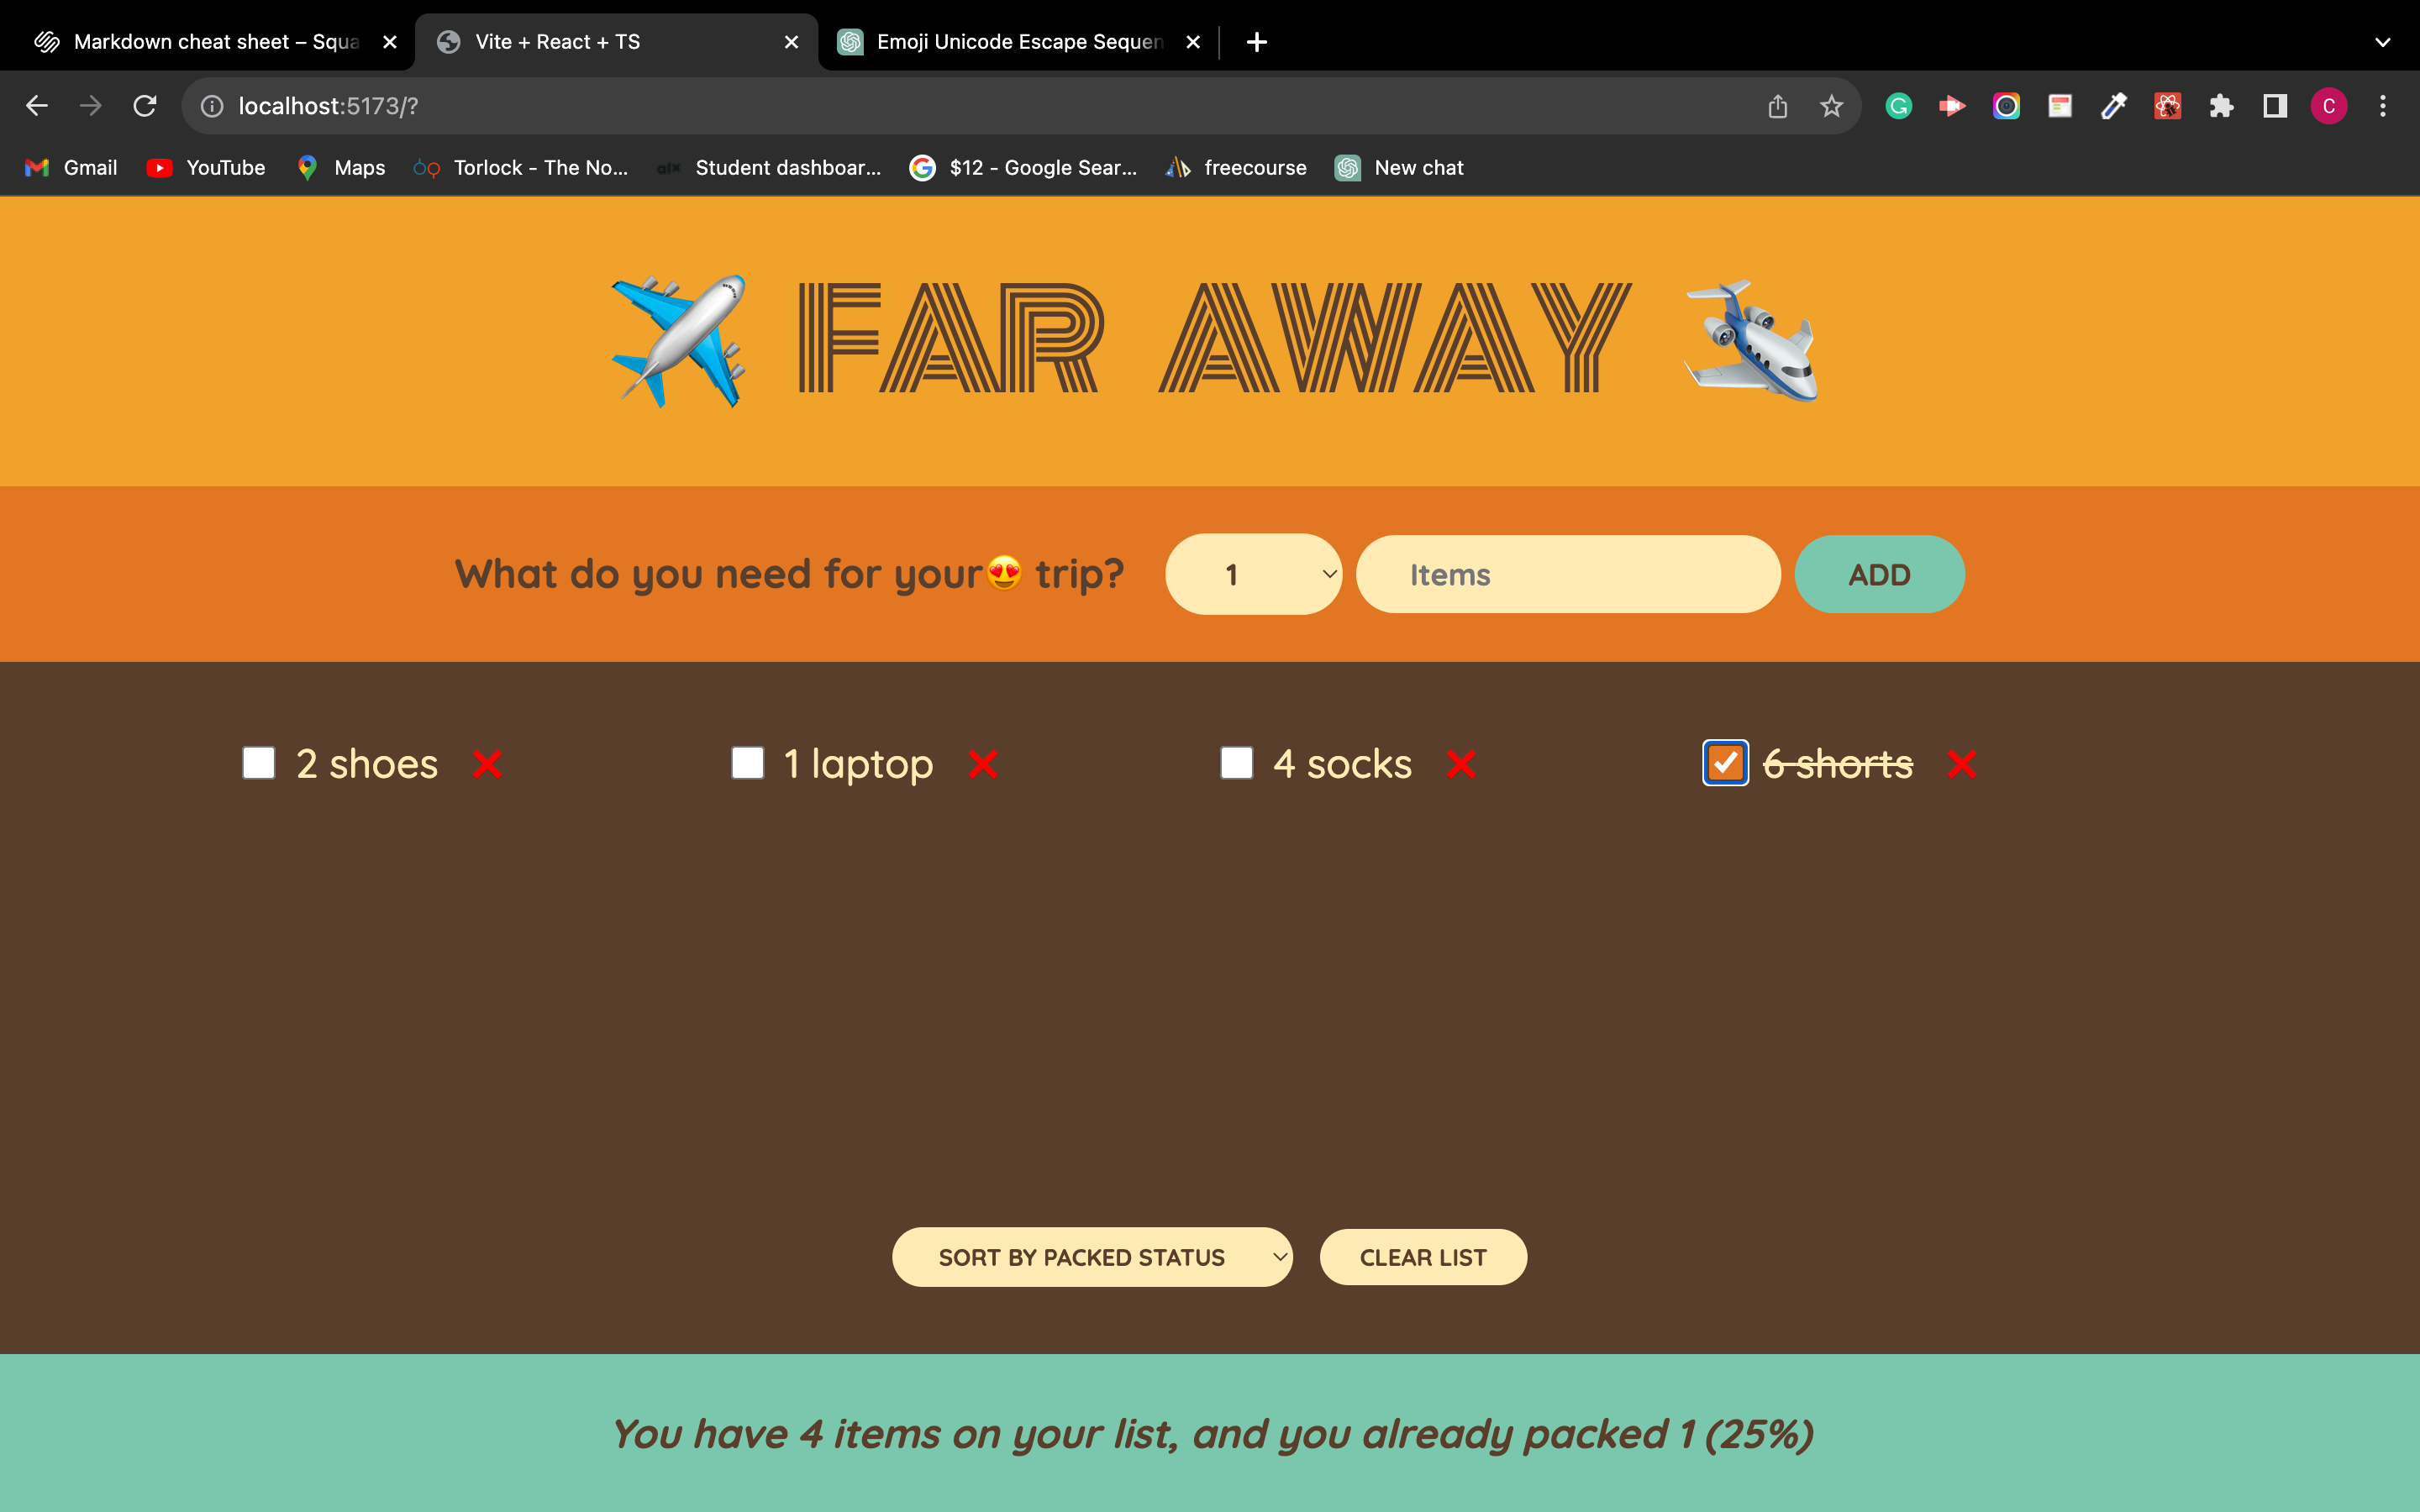 Markdown cheat sheet – Squa
Vite + React + TS
Emoji Unicode Escape Sequen
localhost:5173/?
C
Gmail
YouTube
Maps
Torlock - The No...
alx
Student dashboar...
$12 - Google Sear...
freecourse
New chat
✈️ FAR AWAY 🛩️
What do you need for your😍 trip?
1
Items
ADD
2 shoes ❌
1 laptop ❌
4 socks ❌
6 shorts ❌
SORT BY PACKED STATUS
CLEAR LIST
You have 4 items on your list, and you already packed 1 (25%)